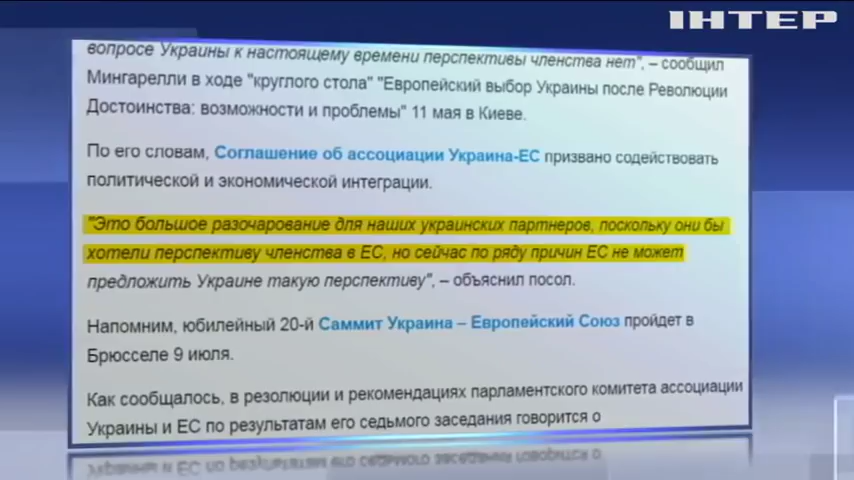 ІНТЕР
вопросе Украины к настоящему времени перспективы членства нет", – сообщил
Мингарелли в ходе "круглого стола" "Европейский выбор Украины после Революции
Достоинства: возможности и проблемы" 11 мая в Киеве.
По его словам, Соглашение об ассоциации Украина-ЕС призвано содействовать
политической и экономической интеграции.
"Это большое разочарование для наших украинских партнеров, поскольку они бы
хотели перспективу членства в ЕС, но сейчас по ряду причин ЕС не может
предложить Украине такую перспективу", – объяснил посол.
Напомним, юбилейный 20-й Саммит Украина – Европейский Союз пройдет в
Брюсселе 9 июля.
Как сообщалось, в резолюции и рекомендациях парламентского комитета ассоциации
Украины и ЕС по результатам его седьмого заседания говорится о